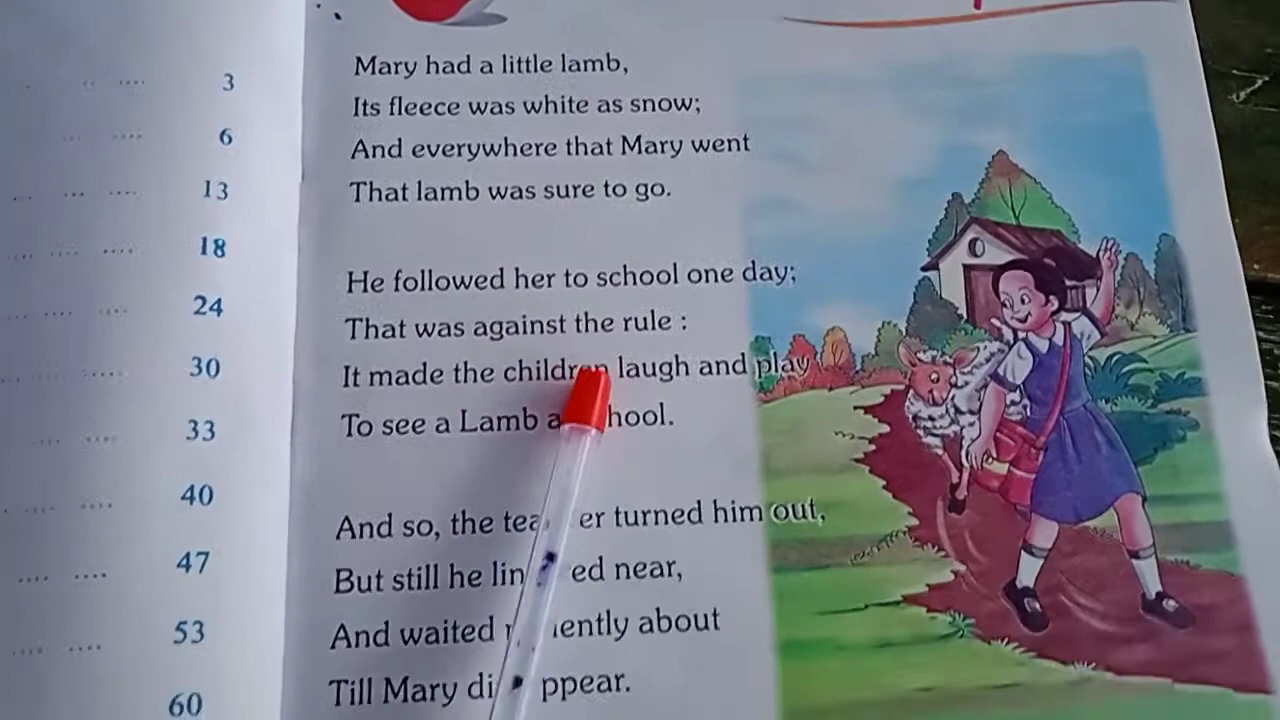 3
6
13
18
24
30
33
40
47
53
60
Mary had a little lamb,
Its fleece was white as snow;
And everywhere that Mary went
That lamb was sure to go.
He followed her to school one day;
That was against the rule :
It made the children laugh and play
To see a Lamb a hool.
And so, the tea er turned him out,
But still he lin ed near,
And waited iently about
Till Mary di ppear.